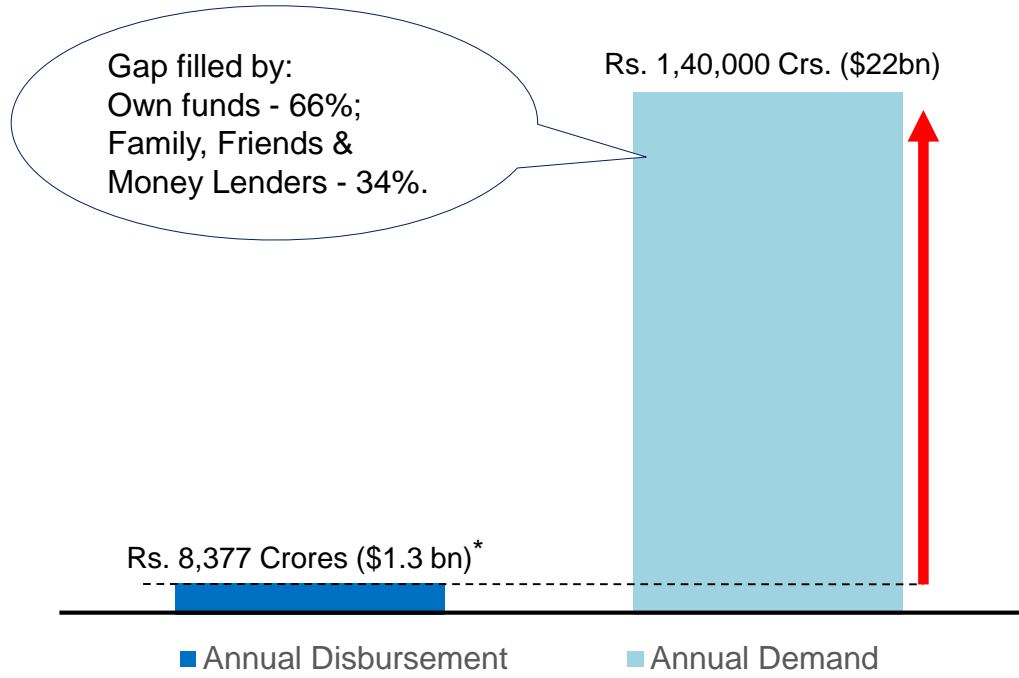 Gap filled by:
Own funds - 66%;
Family, Friends &
Money Lenders - 34%.
Rs. 1,40,000 Crs. ($22bn)
Rs. 8,377 Crores ($1.3 bn)*
Annual Disbursement
Annual Demand